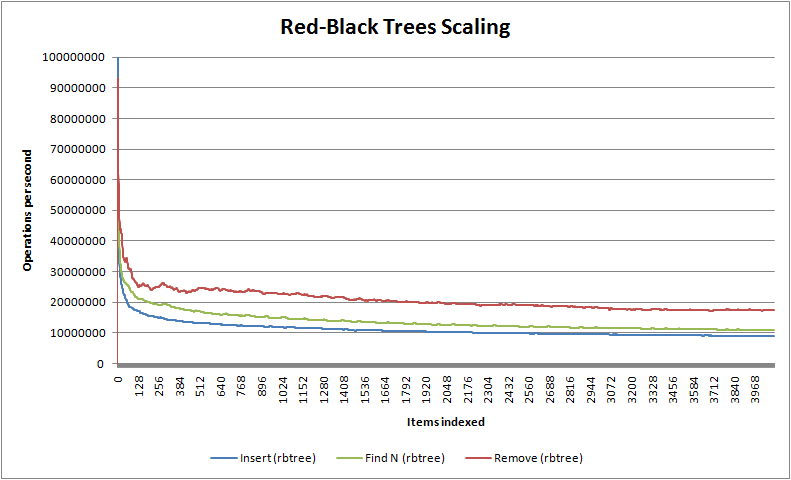 Red-Black Trees Scaling
Operations per second
100000000
90000000
80000000
70000000
60000000
50000000
40000000
30000000
20000000
10000000
0
0 128 256 384 512 640 768 896 1024 1152 1280 1408 1536 1664 1792 1920 2048 2176 2304 2432 2560 2688 2816 2944 3072 3200 3328 3456 3584 3712 3840 3968
Items indexed
Insert (rbtree) Find N (rbtree) Remove (rbtree)